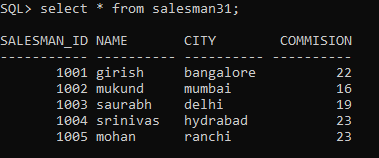 SQL> select * from salesman31;
SALESMAN_ID NAME CITY COMMISION
----------- ---------- ---------- ----------
1001 girish bangalore 22
1002 mukund mumbai 16
1003 saurabh delhi 19
1004 srinivas hydrabad 23
1005 mohan ranchi 23